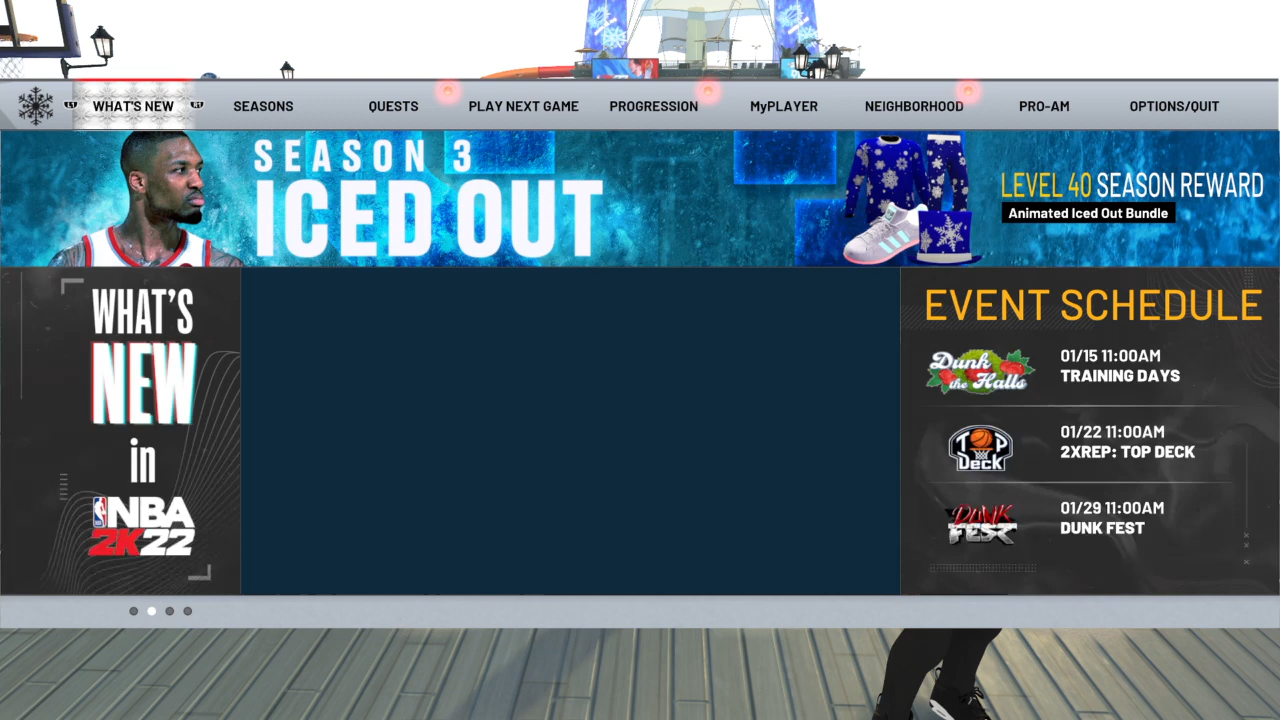 WHAT'S NEW
SEASONS
QUESTS
PLAY NEXT GAME
PROGRESSION
MyPLAYER
NEIGHBORHOOD
PRO-AM
OPTIONS/QUIT
SEASON 3
ICED OUT
LEVEL 40 SEASON REWARD
Animated Iced Out Bundle
WHAT'S
NEW
in
NBA
2K22
EVENT SCHEDULE
Dunk
the Halls
01/15 11:00AM
TRAINING DAYS
TOP
Deck
01/22 11:00AM
2XREP: TOP DECK
DUNK
FEST
01/29 11:00AM
DUNK FEST